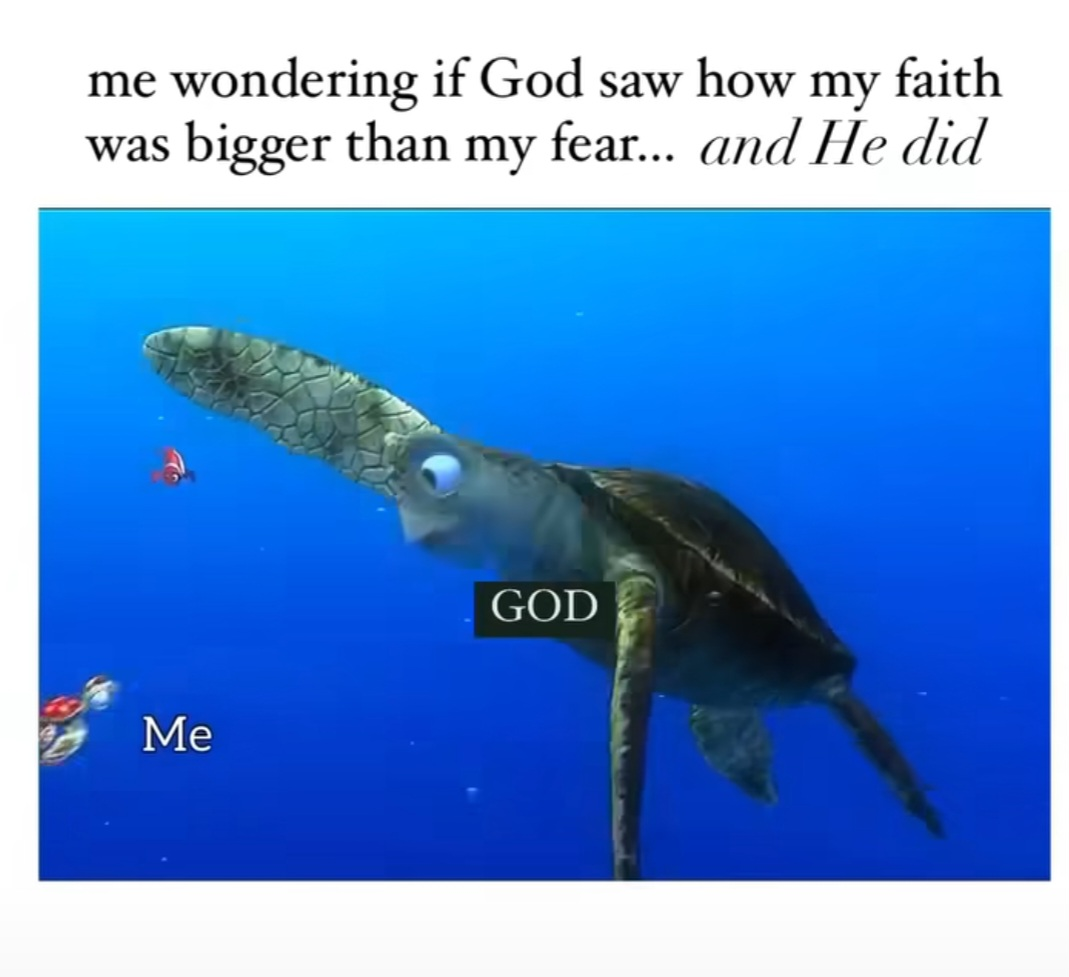 me wondering if God saw how my faith
was bigger than my fear... and He did
GOD
Me